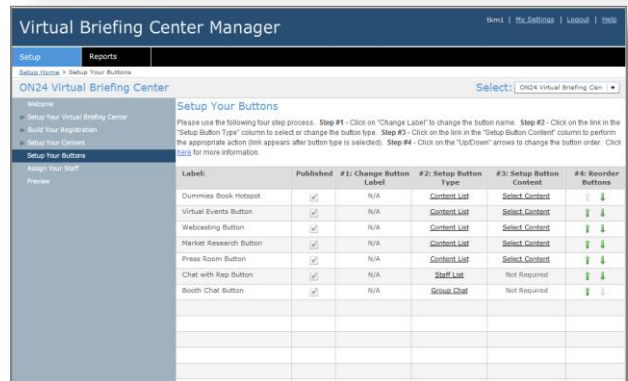 Virtual Briefing Center Manager
tkm1 | My Settings | Logout | Help
Setup Reports
Setup Home > Setup Your Buttons
ON24 Virtual Briefing Center
Select: ON24 Virtual Briefing Cen
Welcome
Setup Your Virtual Briefing Center
Build Your Registration
Setup Your Content
Setup Your Buttons
Assign Your Staff
Preview
Setup Your Buttons
Please use the following four step process. Step #1 - Click on "Change Label" to change the button name. Step #2 - Click on the link in the
"Setup Button Type" column to select or change the button type. Step #3 - Click on the link in the "Setup Button Content" column to perform
the appropriate action (link appears after button type is selected). Step #4 - Click on the "Up/Down" arrows to change the button order. Click
here for more information.
Label: Published #1: Change Button Label #2: Setup Button Type #3: Setup Button Content #4: Reorder Buttons
Dummies Book Hotspot N/A Content List Select Content
Virtual Events Button N/A Content List Select Content
Webcasting Button N/A Content List Select Content
Market Research Button N/A Content List Select Content
Press Room Button N/A Content List Select Content
Chat with Rep Button N/A Staff List Not Required
Booth Chat Button N/A Group Chat Not Required